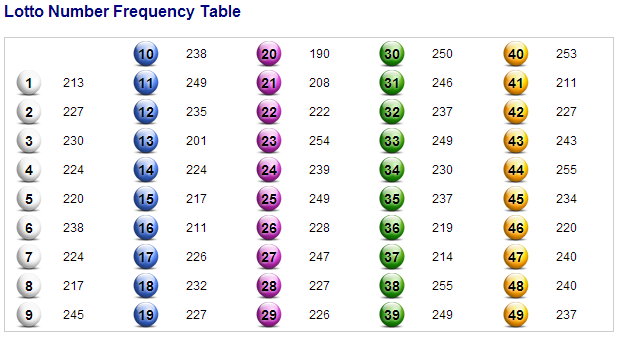 Lotto Number Frequency Table
10 238 20 190 30 250 40 253
1 213 11 249 21 208 31 246 41 211
2 227 12 235 22 222 32 237 42 227
3 230 13 201 23 254 33 249 43 243
4 224 14 224 24 239 34 230 44 255
5 220 15 217 25 249 35 237 45 234
6 238 16 211 26 228 36 219 46 220
7 224 17 226 27 247 37 214 47 240
8 217 18 232 28 227 38 255 48 240
9 245 19 227 29 226 39 249 49 237